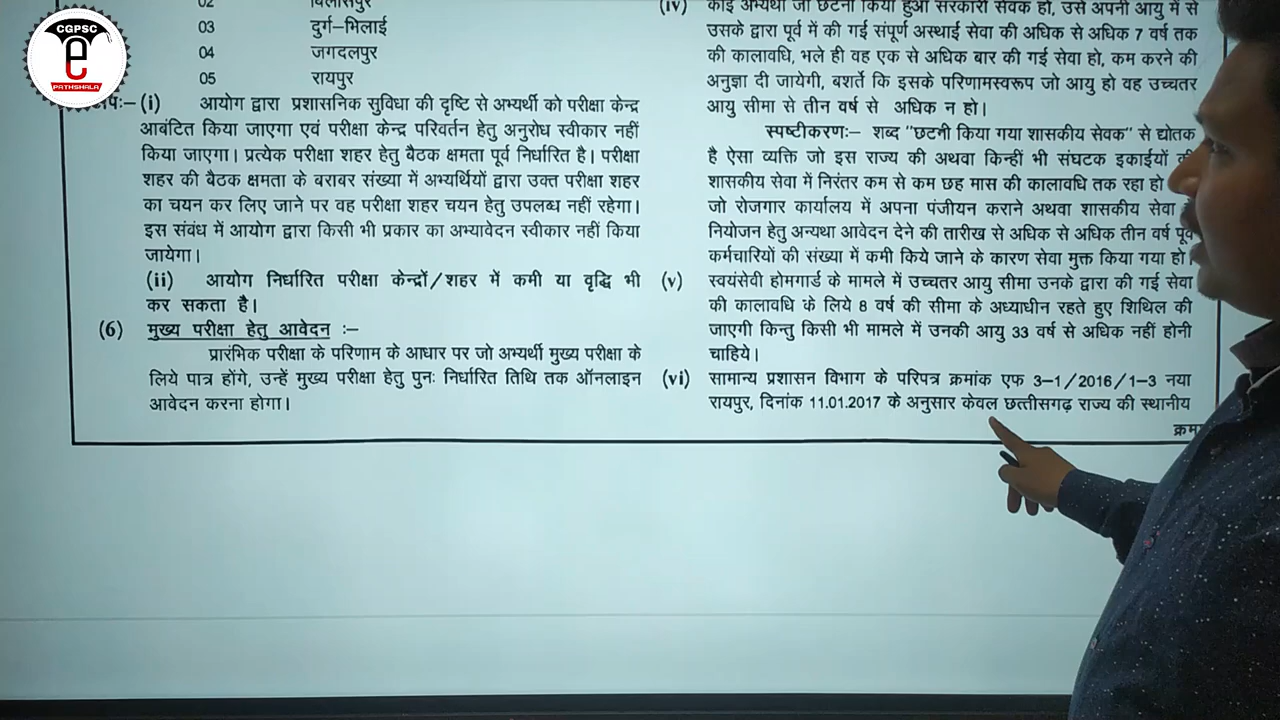 CGPSC
e
PATHSHALA
02 बिलासपुर
03 दुर्ग–भिलाई
04 जगदलपुर
05 रायपुर
(i) आयोग द्वारा प्रशासनिक सुविधा की दृष्टि से अभ्यर्थी को परीक्षा केन्द्र
आबंटित किया जाएगा एवं परीक्षा केन्द्र परिवर्तन हेतु अनुरोध स्वीकार नहीं
किया जाएगा। प्रत्येक परीक्षा शहर हेतु बैठक क्षमता पूर्व निर्धारित है। परीक्षा
शहर की बैठक क्षमता के बराबर संख्या में अभ्यर्थियों द्वारा उक्त परीक्षा शहर
का चयन कर लिए जाने पर वह परीक्षा शहर चयन हेतु उपलब्ध नहीं रहेगा।
इस संबंध में आयोग द्वारा किसी भी प्रकार का अभ्यावेदन स्वीकार नहीं किया
जायेगा।
(ii) आयोग निर्धारित परीक्षा केन्द्रों/शहर में कमी या वृद्धि भी
कर सकता है।
(6) मुख्य परीक्षा हेतु आवेदन :–
प्रारंभिक परीक्षा के परिणाम के आधार पर जो अभ्यर्थी मुख्य परीक्षा के
लिये पात्र होंगे, उन्हें मुख्य परीक्षा हेतु पुनः निर्धारित तिथि तक ऑनलाइन
आवेदन करना होगा।
(iv) कोई अभ्यर्थी जो छटनी किया हुआ सरकारी सेवक हो, उसे अपनी आयु में से
उसके द्वारा पूर्व में की गई संपूर्ण अस्थाई सेवा की अधिक से अधिक 7 वर्ष तक
की कालावधि, भले ही वह एक से अधिक बार की गई सेवा हो, कम करने की
अनुज्ञा दी जायेगी, बशर्ते कि इसके परिणामस्वरूप जो आयु हो वह उच्चतर
आयु सीमा से तीन वर्ष से अधिक न हो।
स्पष्टीकरण:– शब्द "छटनी किया गया शासकीय सेवक" से द्योतक
है ऐसा व्यक्ति जो इस राज्य की अथवा किन्हीं भी संघटक इकाईयों की
शासकीय सेवा में निरंतर कम से कम छह मास की कालावधि तक रहा हो
जो रोजगार कार्यालय में अपना पंजीयन कराने अथवा शासकीय सेवा
नियोजन हेतु अन्यथा आवेदन देने की तारीख से अधिक से अधिक तीन वर्ष पूर्व
कर्मचारियों की संख्या में कमी किये जाने के कारण सेवा मुक्त किया गया हो।
(v) स्वयंसेवी होमगार्ड के मामले में उच्चतर आयु सीमा उनके द्वारा की गई सेवा
की कालावधि के लिये 8 वर्ष की सीमा के अध्याधीन रहते हुए शिथिल की
जाएगी किन्तु किसी भी मामले में उनकी आयु 33 वर्ष से अधिक नहीं होनी
चाहिये।
(vi) सामान्य प्रशासन विभाग के परिपत्र क्रमांक एफ 3–1/2016/1–3 नया
रायपुर, दिनांक 11.01.2017 के अनुसार केवल छत्तीसगढ़ राज्य की स्थानीय